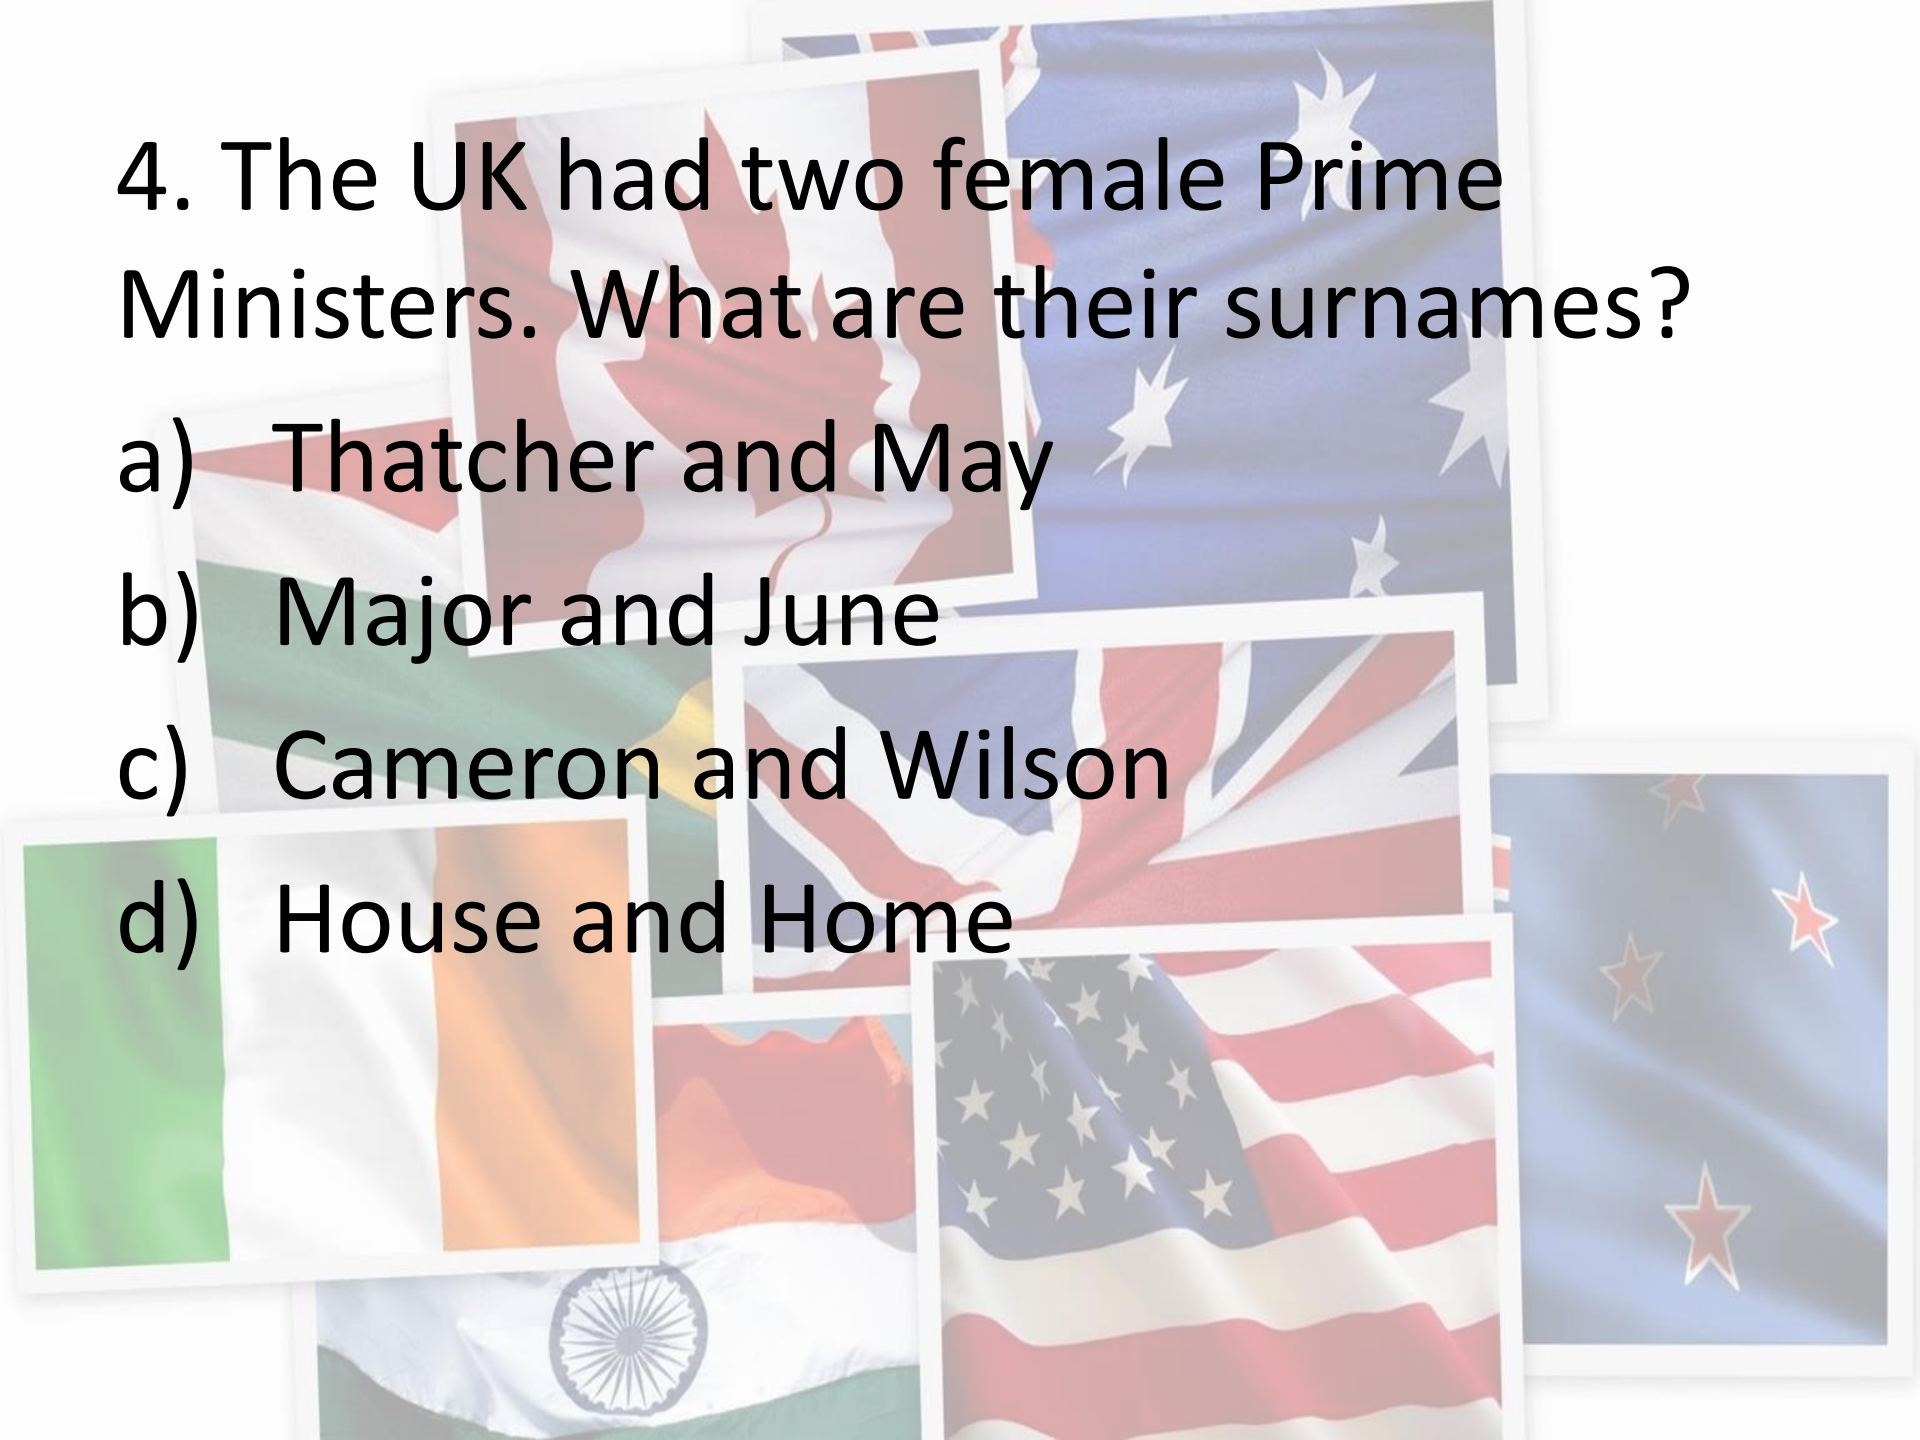 4. The UK had two female Prime
Ministers. What are their surnames?
a) Thatcher and May
b) Major and June
c) Cameron and Wilson
d) House and Home